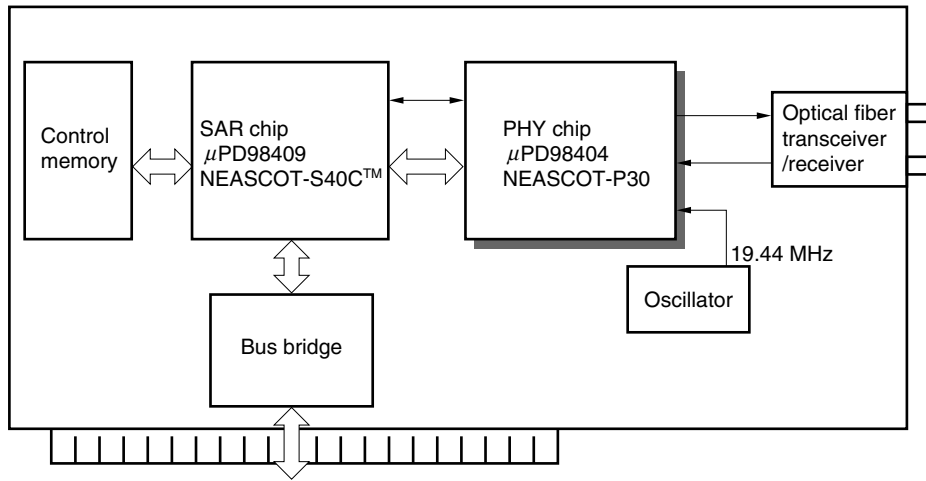 Control
memory
SAR chip
μPD98409
NEASCOT-S40C™
PHY chip
μPD98404
NEASCOT-P30
Optical fiber
transceiver
/receiver
19.44 MHz
Oscillator
Bus bridge